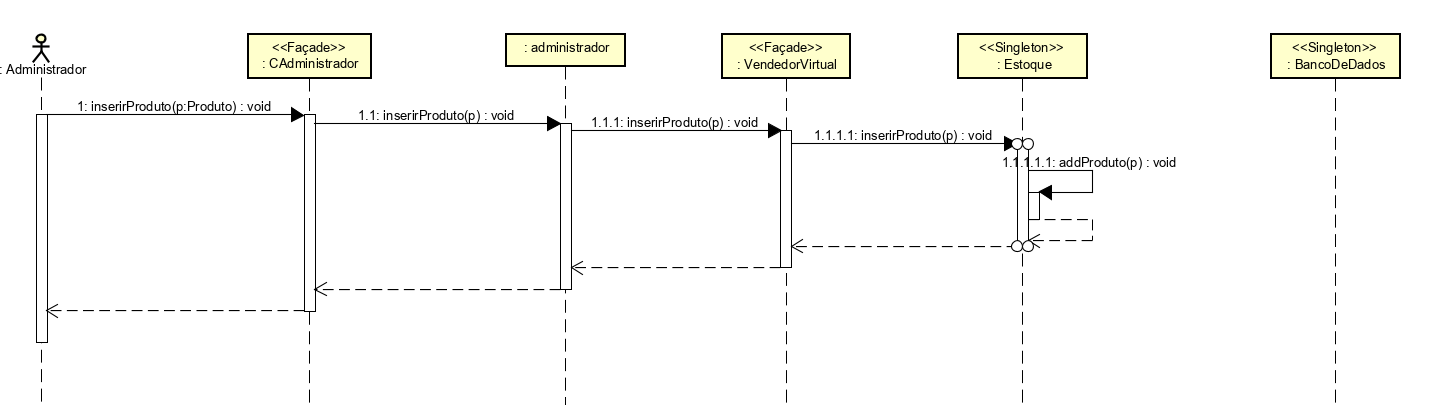 : Administrador
<<Façade>>
: CAdministrador
: administrador
<<Façade>>
: VendedorVirtual
<<Singleton>>
: Estoque
<<Singleton>>
: BancoDeDados
1: inserirProduto(p:Produto) : void
1.1: inserirProduto(p) : void
1.1.1: inserirProduto(p) : void
1.1.1.1: inserirProduto(p) : void
1.1.1.1.1: addProduto(p) : void